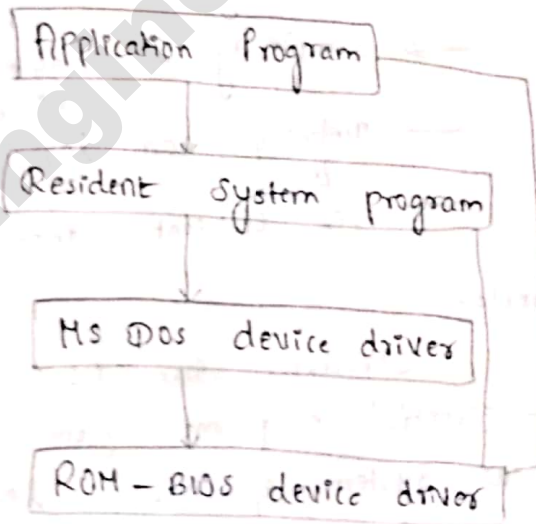 Application Program
Resident System program
MS DOS device driver
ROM - BIOS device driver